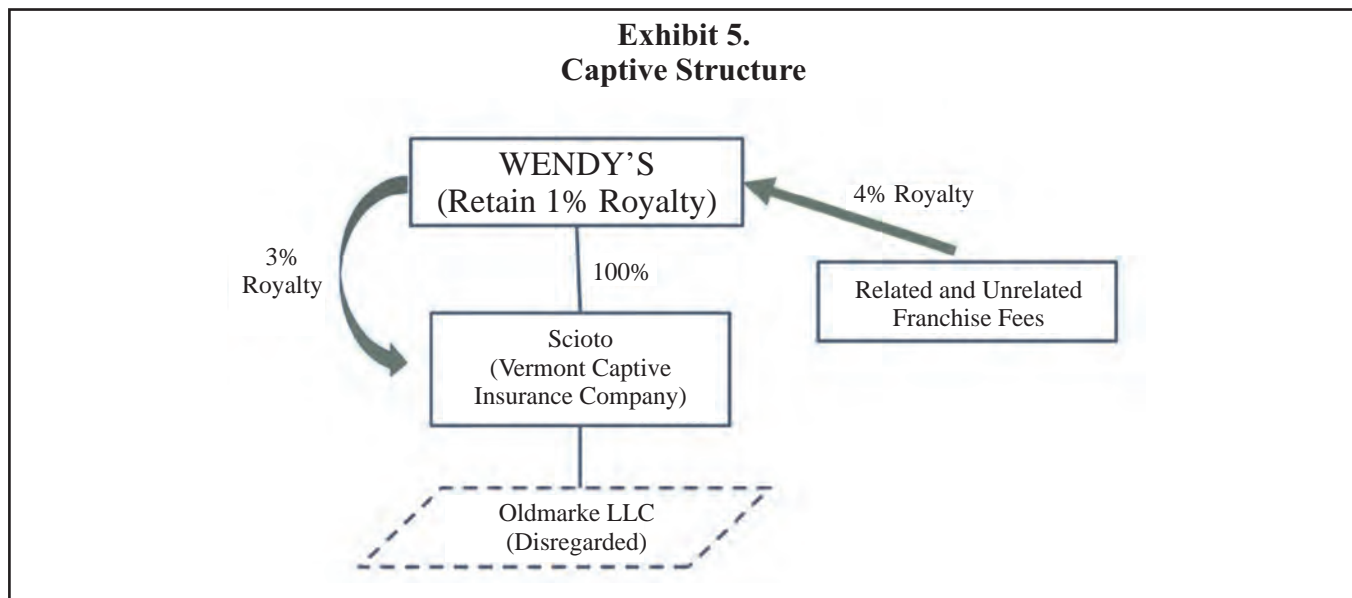 Exhibit 5.
Captive Structure
WENDY'S
(Retain 1% Royalty)
4% Royalty
3%
Royalty
100%
Related and Unrelated
Franchise Fees
Scioto
(Vermont Captive
Insurance Company)
Oldmarke LLC
(Disregarded)